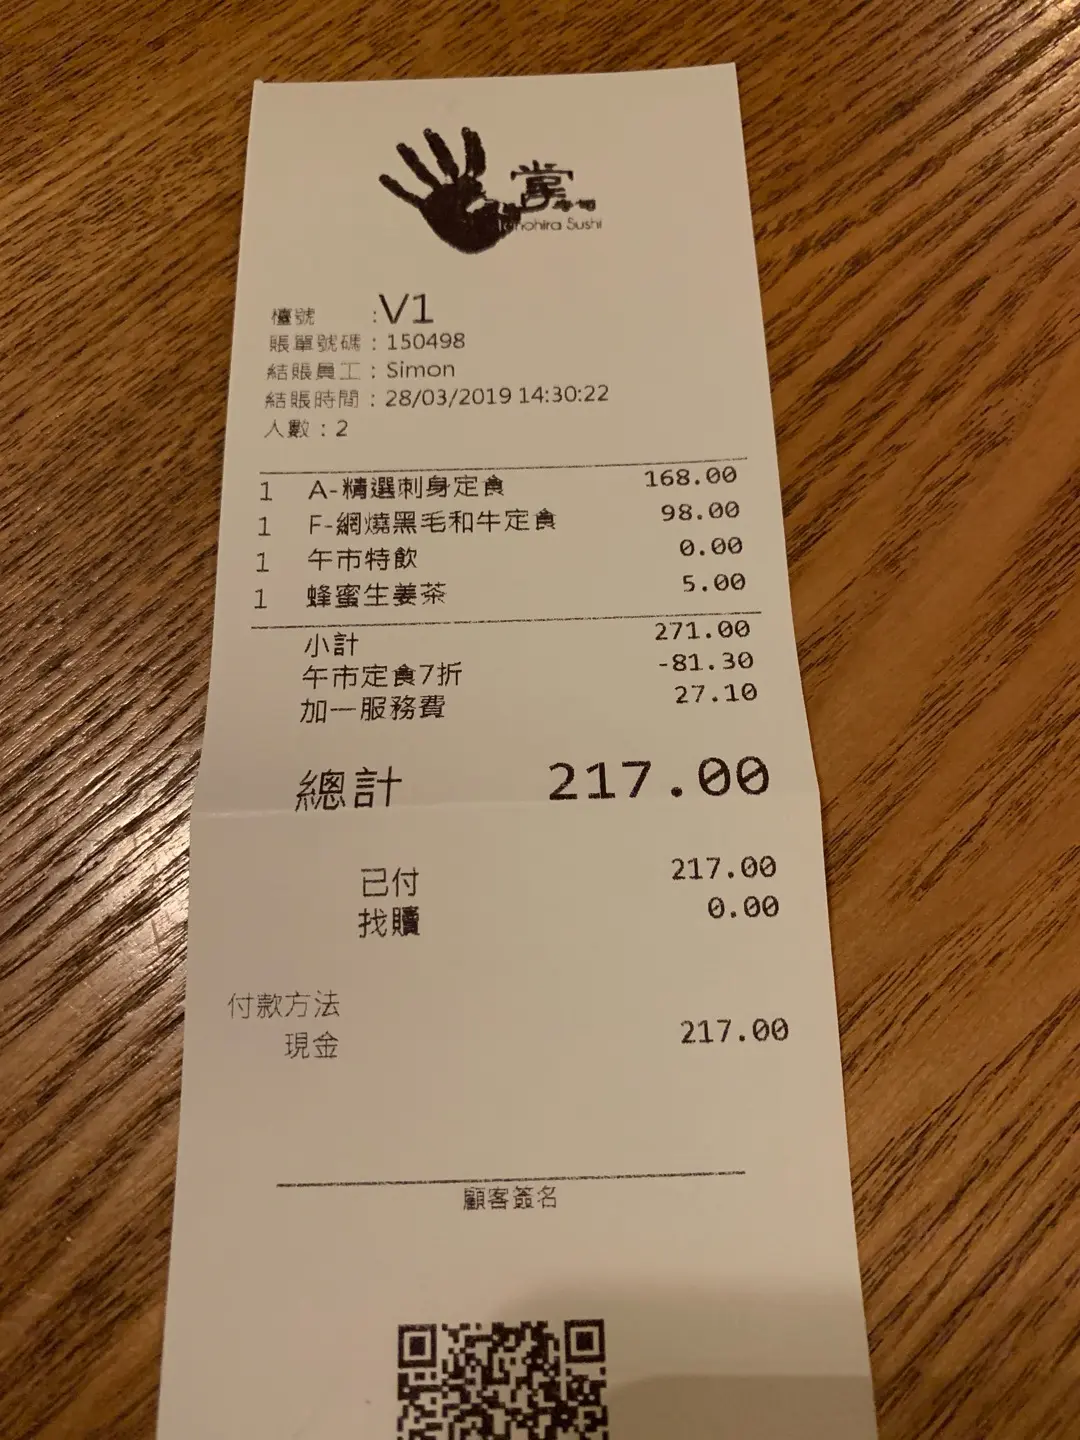 掌
Tanohira Sushi
檯號 : V1
賬單號碼 : 150498
結賬員工 : Simon
結賬時間 : 28/03/2019 14:30:22
人數 : 2
1 A-精選刺身定食 168.00
1 F-網燒黑毛和牛定食 98.00
1 午市特飲 0.00
1 蜂蜜生姜茶 5.00
小計 271.00
午市定食7折 -81.30
加一服務費 27.10
總計 217.00
已付 217.00
找贖 0.00
付款方法
現金 217.00
顧客簽名